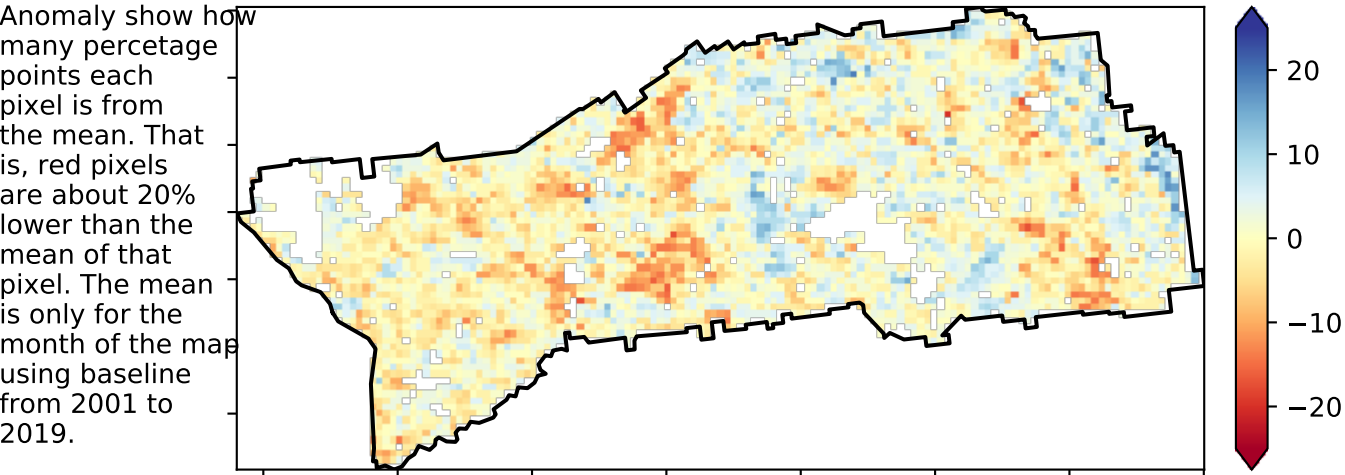 Anomaly show how
many percetage
points each
pixel is from
the mean. That
is, red pixels
are about 20%
lower than the
mean of that
pixel. The mean
is only for the
month of the map
using baseline
from 2001 to
2019.
20
10
0
−10
−20